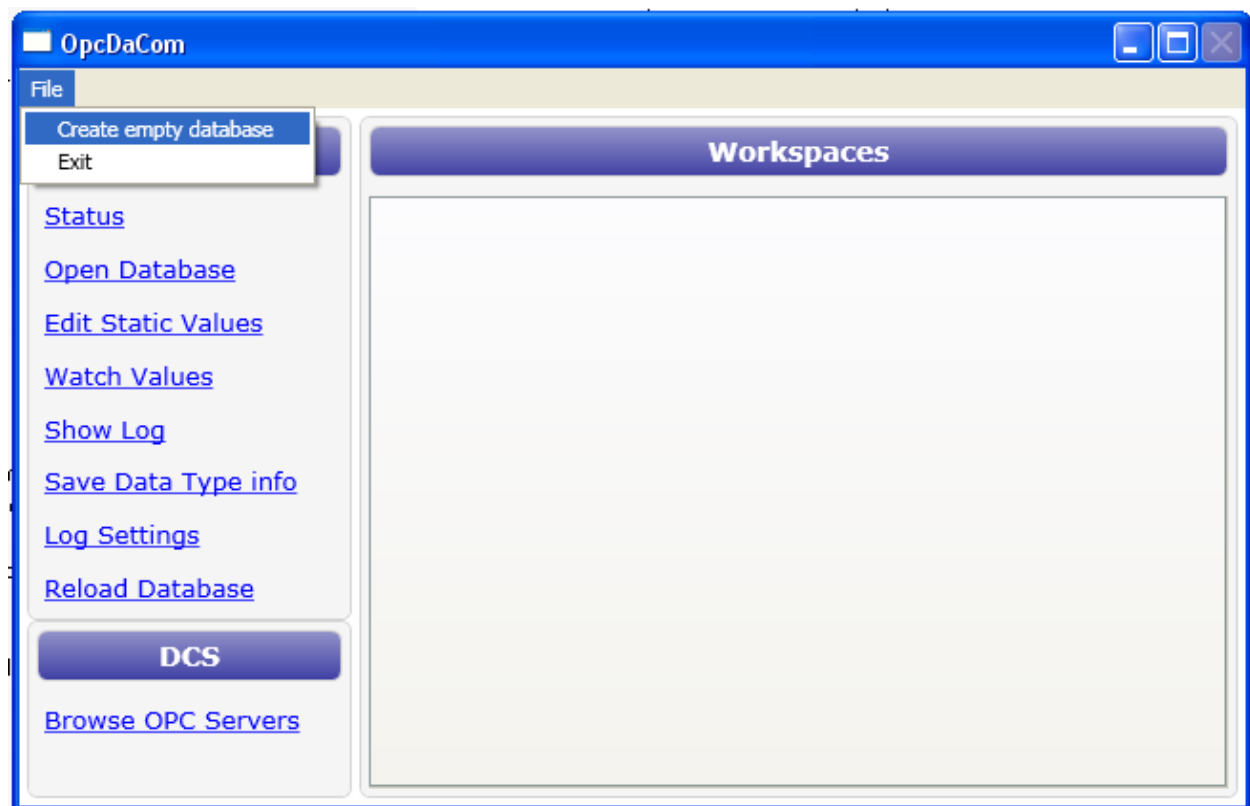 OpcDaCom
File
Create empty database
Exit
Status
Open Database
Edit Static Values
Watch Values
Show Log
Save Data Type info
Log Settings
Reload Database
DCS
Browse OPC Servers
Workspaces